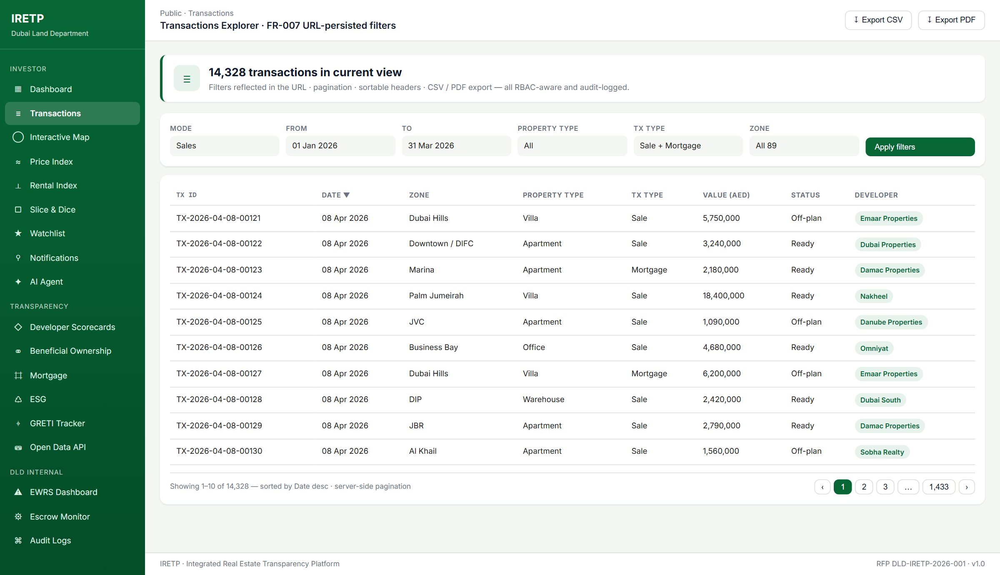 IRETP
Dubai Land Department
INVESTOR
Dashboard
Transactions
Interactive Map
Price Index
Rental Index
Slice & Dice
Watchlist
Notifications
AI Agent
TRANSPARENCY
Developer Scorecards
Beneficial Ownership
Mortgage
ESG
GRETI Tracker
Open Data API
DLD INTERNAL
EWRS Dashboard
Escrow Monitor
Audit Logs
Public · Transactions
Transactions Explorer · FR-007 URL-persisted filters
↧ Export CSV ↧ Export PDF
14,328 transactions in current view
Filters reflected in the URL · pagination · sortable headers · CSV / PDF export — all RBAC-aware and audit-logged.
MODE FROM TO PROPERTY TYPE TX TYPE ZONE
Sales 01 Jan 2026 31 Mar 2026 All Sale + Mortgage All 89 Apply filters
TX ID DATE ▼ ZONE PROPERTY TYPE TX TYPE VALUE (AED) STATUS DEVELOPER
TX-2026-04-08-00121 08 Apr 2026 Dubai Hills Villa Sale 5,750,000 Off-plan Emaar Properties
TX-2026-04-08-00122 08 Apr 2026 Downtown / DIFC Apartment Sale 3,240,000 Ready Dubai Properties
TX-2026-04-08-00123 08 Apr 2026 Marina Apartment Mortgage 2,180,000 Ready Damac Properties
TX-2026-04-08-00124 08 Apr 2026 Palm Jumeirah Villa Sale 18,400,000 Ready Nakheel
TX-2026-04-08-00125 08 Apr 2026 JVC Apartment Sale 1,090,000 Off-plan Danube Properties
TX-2026-04-08-00126 08 Apr 2026 Business Bay Office Sale 4,680,000 Ready Omniyat
TX-2026-04-08-00127 08 Apr 2026 Dubai Hills Villa Mortgage 6,200,000 Off-plan Emaar Properties
TX-2026-04-08-00128 08 Apr 2026 DIP Warehouse Sale 2,420,000 Ready Dubai South
TX-2026-04-08-00129 08 Apr 2026 JBR Apartment Sale 2,790,000 Ready Damac Properties
TX-2026-04-08-00130 08 Apr 2026 Al Khail Apartment Sale 1,560,000 Off-plan Sobha Realty
Showing 1–10 of 14,328 — sorted by Date desc · server-side pagination ‹ 1 2 3 … 1,433 ›
IRETP · Integrated Real Estate Transparency Platform RFP DLD-IRETP-2026-001 · v1.0